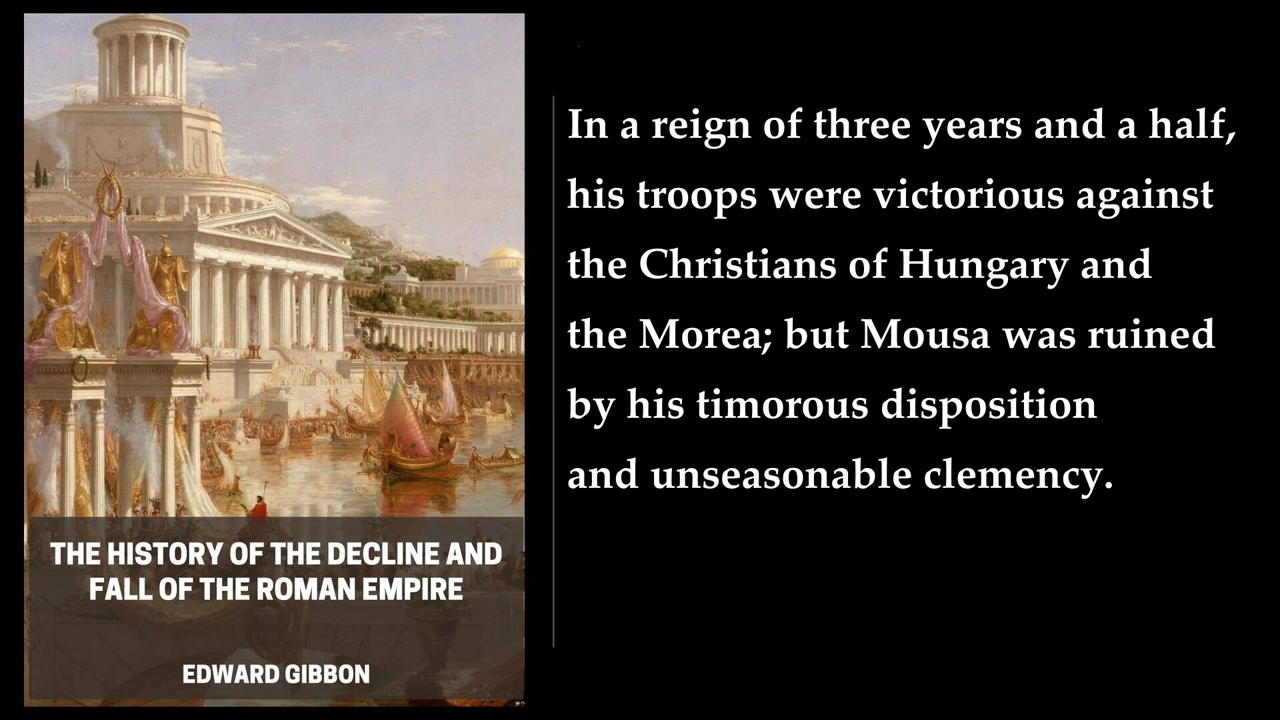 In a reign of three years and a half,
his troops were victorious against
the Christians of Hungary and
the Morea; but Mousa was ruined
by his timorous disposition
and unseasonable clemency.
THE HISTORY OF THE DECLINE AND
FALL OF THE ROMAN EMPIRE
EDWARD GIBBON